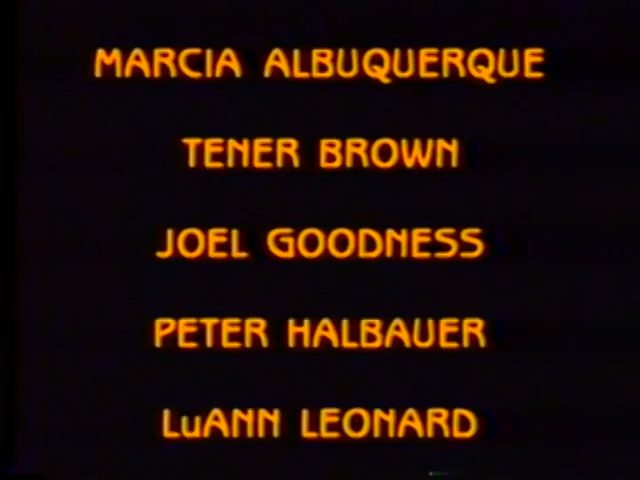 MARCIA ALBUQUERQUE
TENER BROWN
JOEL GOODNESS
PETER HALBAUER
LuANN LEONARD